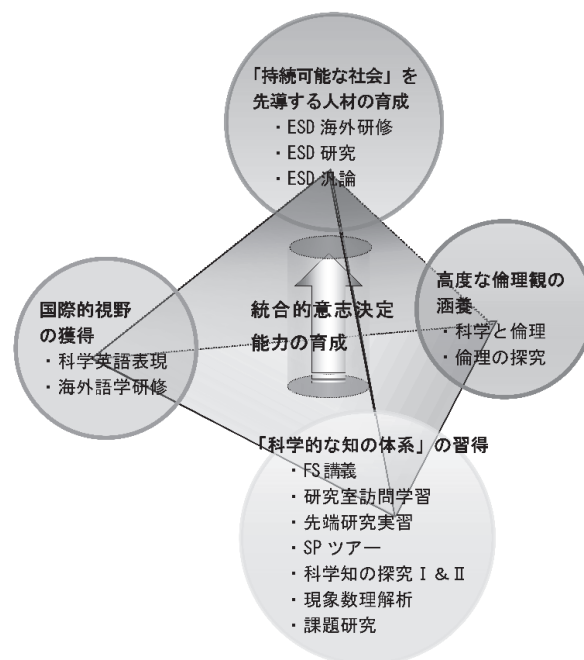 「持続可能な社会」を
先導する人材の育成
・ESD 海外研修
・ESD 研究
・ESD 汎論
国際的視野
の獲得
・科学英語表現
・海外語学研修
統合的意志決定
能力の育成
高度な倫理観の
涵養
・科学と倫理
・倫理の探究
「科学的な知の体系」の習得
・FS 講義
・研究室訪問学習
・先端研究実習
・SP ツアー
・科学知の探究 Ⅰ & Ⅱ
・現象数理解析
・課題研究